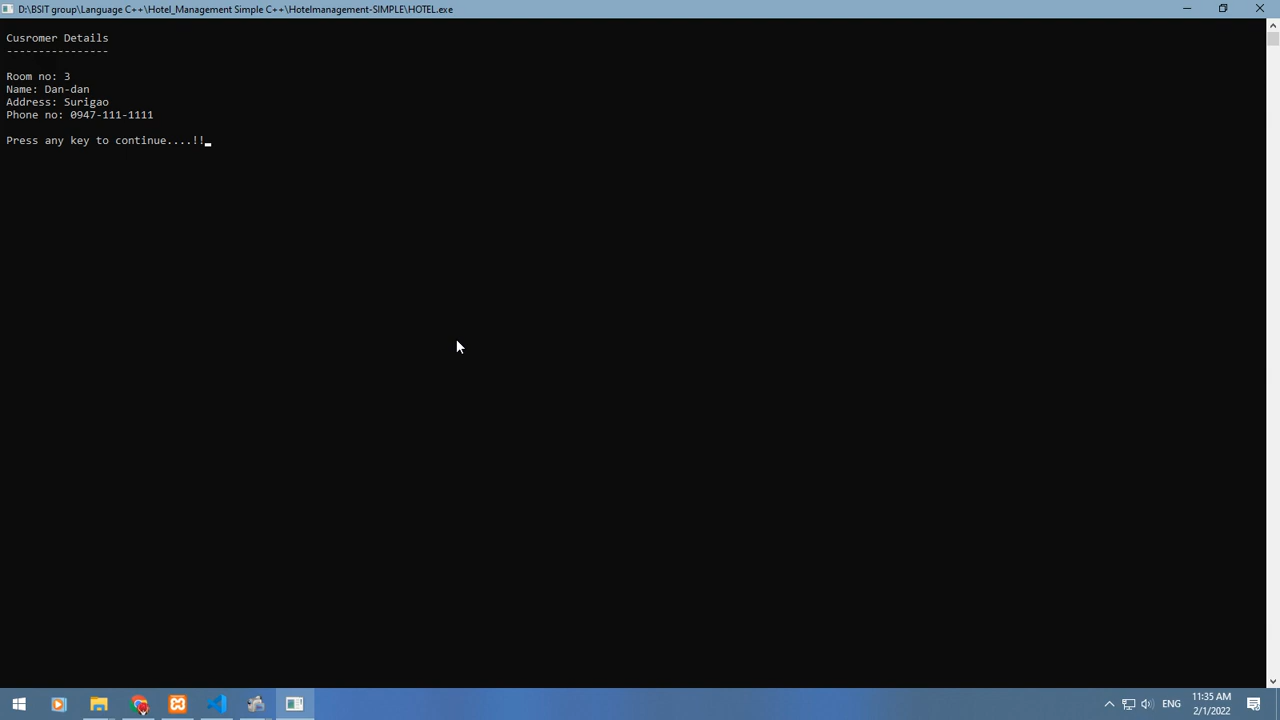 D:\BSIT group\Language C++\Hotel_Management Simple C++\Hotelmanagement-SIMPLE\HOTEL.exe
Cusromer Details
----------------
Room no: 3
Name: Dan-dan
Address: Surigao
Phone no: 0947-111-1111
Press any key to continue....!!
ENG
11:35 AM
2/1/2022